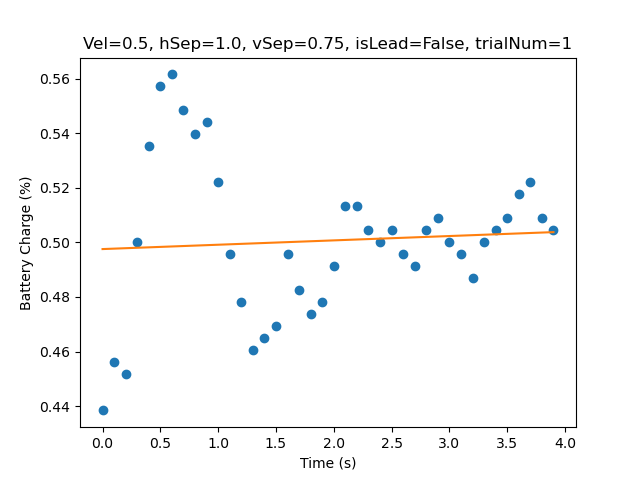 Vel=0.5, hSep=1.0, vSep=0.75, isLead=False, trialNum=1
0.56
0.54
0.52
0.50
0.48
0.46
0.44
Battery Charge (%)
0.0 0.5 1.0 1.5 2.0 2.5 3.0 3.5 4.0
Time (s)